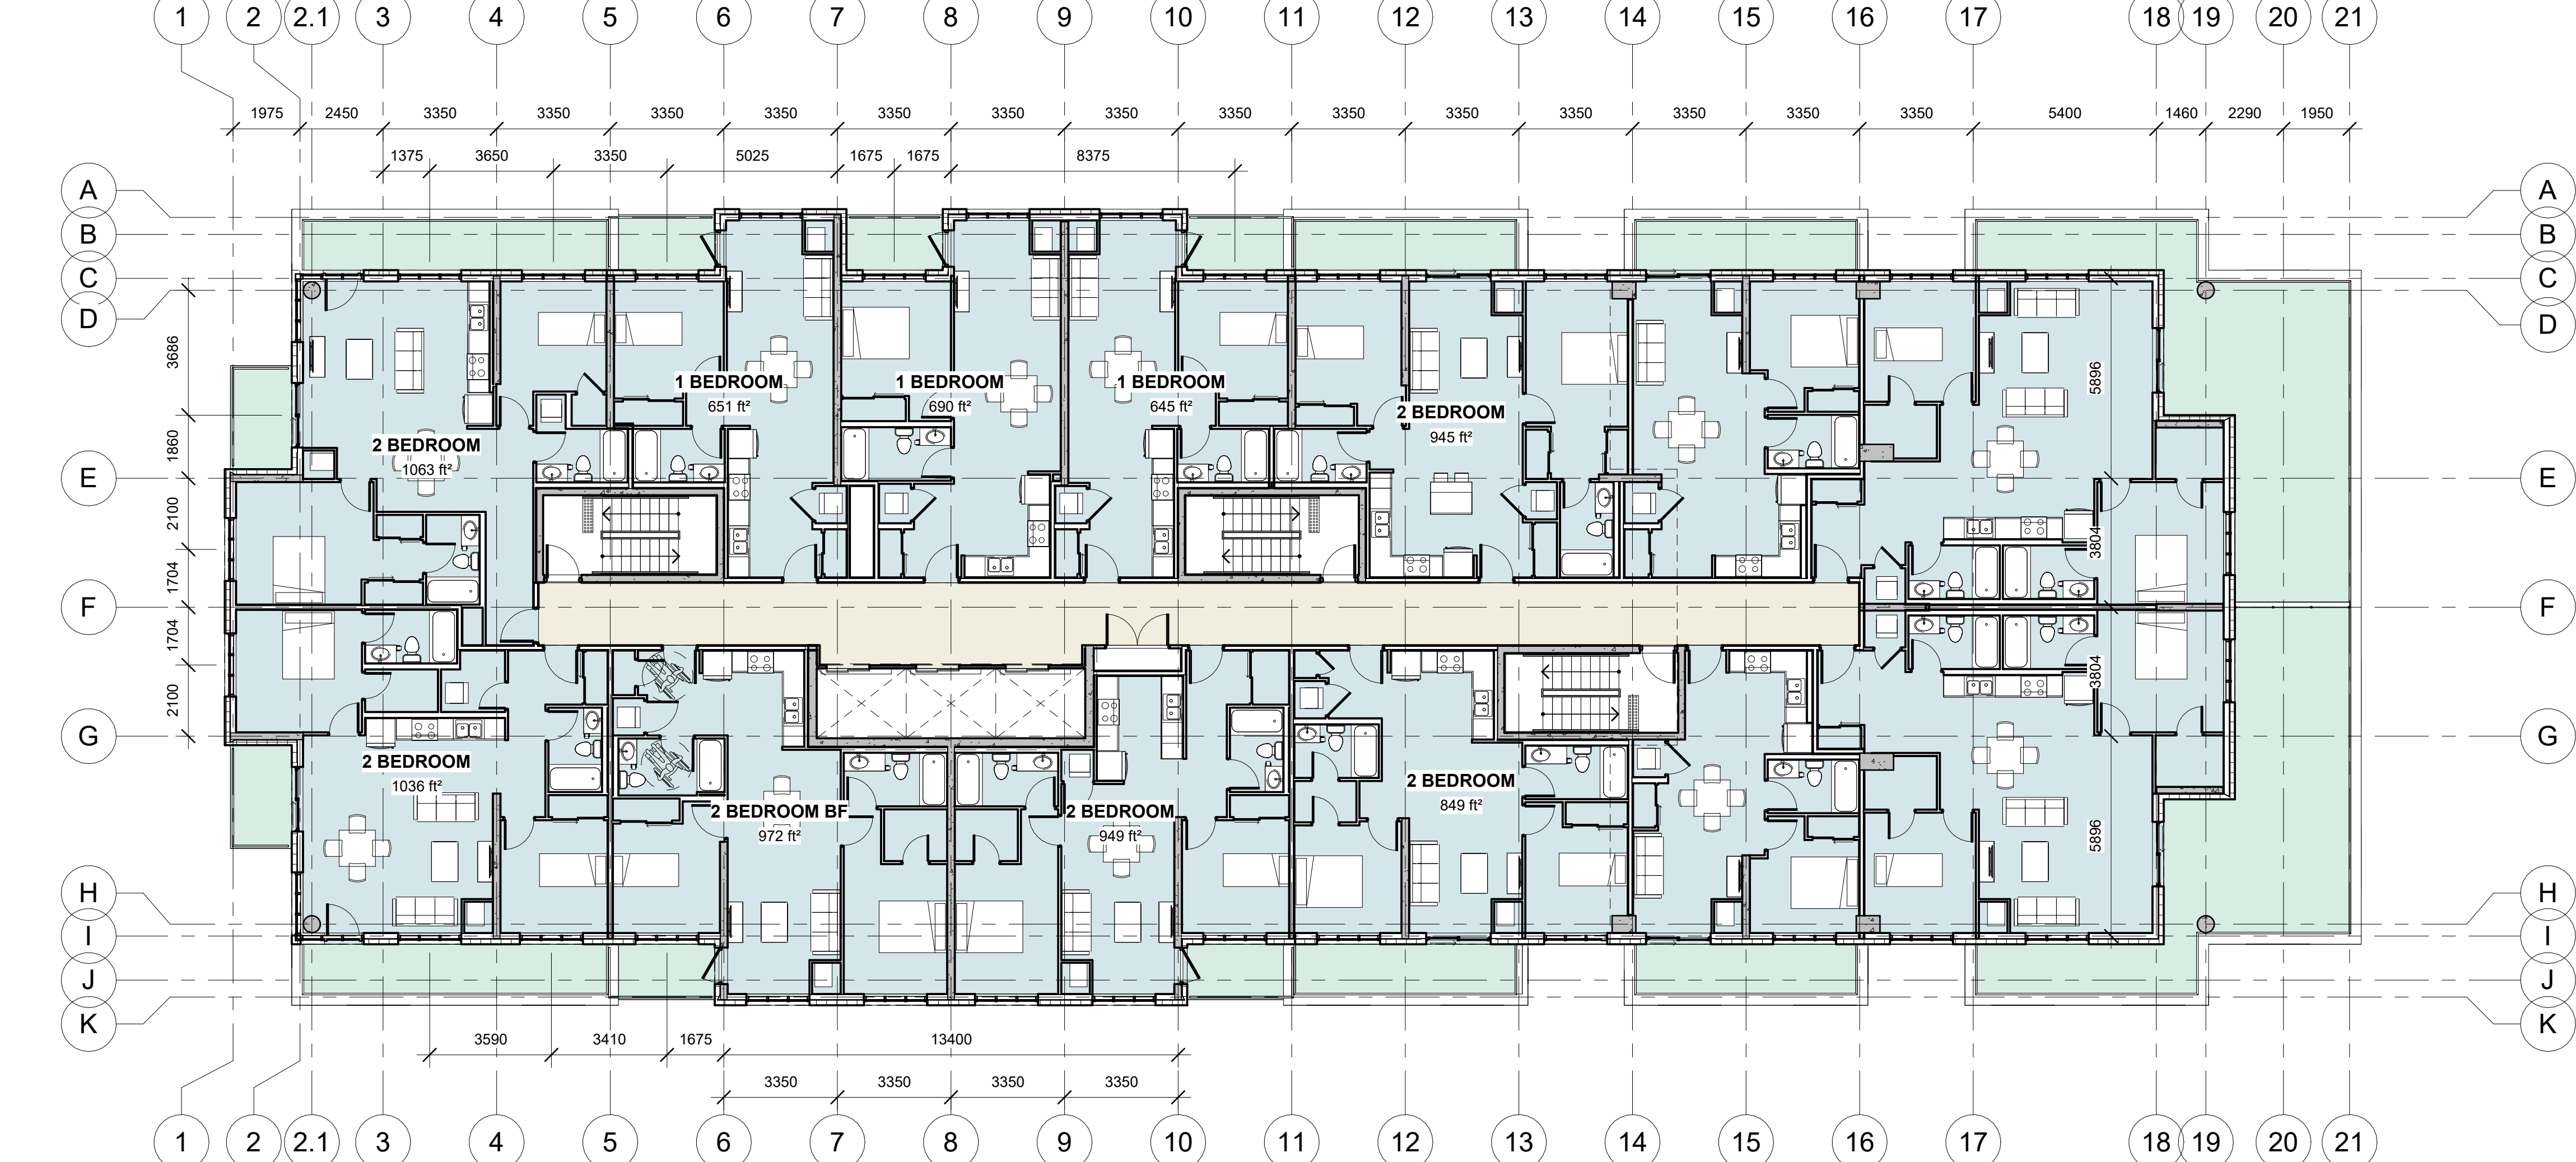 1 2 2.1 3 4 5 6 7 8 9 10 11 12 13 14 15 16 17 18 19 20 21
1975 2450 3350 3350 3350 3350 3350 3350 3350 3350 3350 3350 3350 3350 3350 3350 5400 1460 2290 1950
1375 3650 3350 5025 1675 1675 8375
A A
B B
C C
D D
3686
1860
2100
1704
1704
2100
E E
F F
G G
H H
I I
J J
K K
2 BEDROOM
1063 ft²
1 BEDROOM
651 ft²
1 BEDROOM
690 ft²
1 BEDROOM
645 ft²
2 BEDROOM
945 ft²
5896
3804
3804
5896
2 BEDROOM
1036 ft²
2 BEDROOM BF
972 ft²
2 BEDROOM
949 ft²
2 BEDROOM
849 ft²
3590 3410 1675 13400
3350 3350 3350 3350
1 2 2.1 3 4 5 6 7 8 9 10 11 12 13 14 15 16 17 18 19 20 21